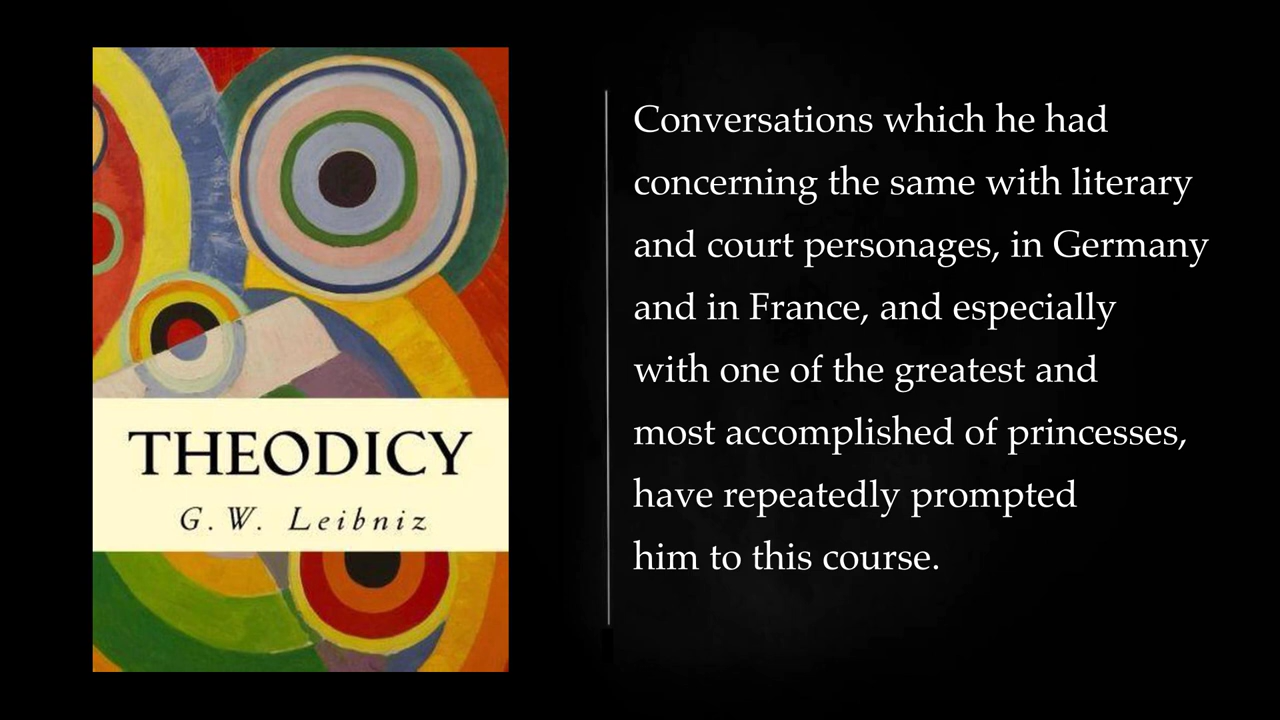 THEODICY
G. W. Leibniz
Conversations which he had
concerning the same with literary
and court personages, in Germany
and in France, and especially
with one of the greatest and
most accomplished of princesses,
have repeatedly prompted
him to this course.